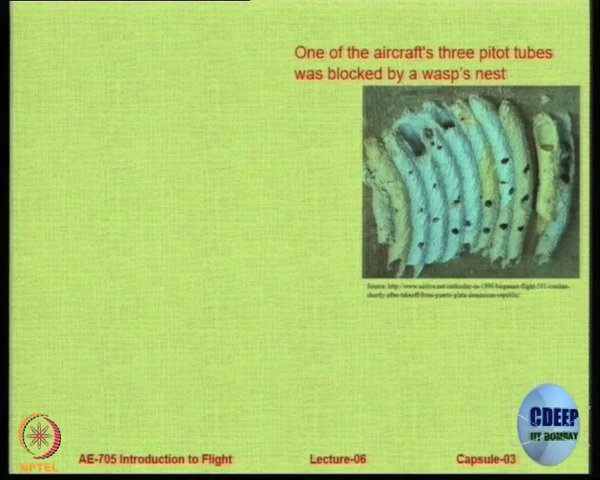 One of the aircraft's three pitot tubes
was blocked by a wasp's nest
CDEEP
IIT BOMBAY
NPTEL
AE-705 Introduction to Flight
Lecture-06
Capsule-03